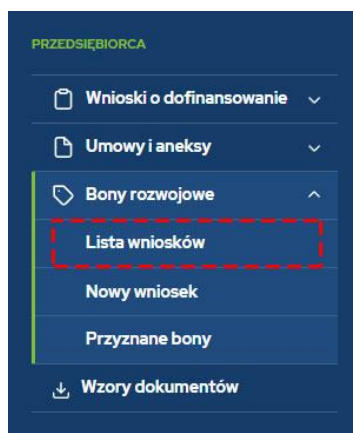 PRZEDSIĘBIORCA
Wnioski o dofinansowanie
Umowy i aneksy
Bony rozwojowe
Lista wniosków
Nowy wniosek
Przyznane bony
Wzory dokumentów